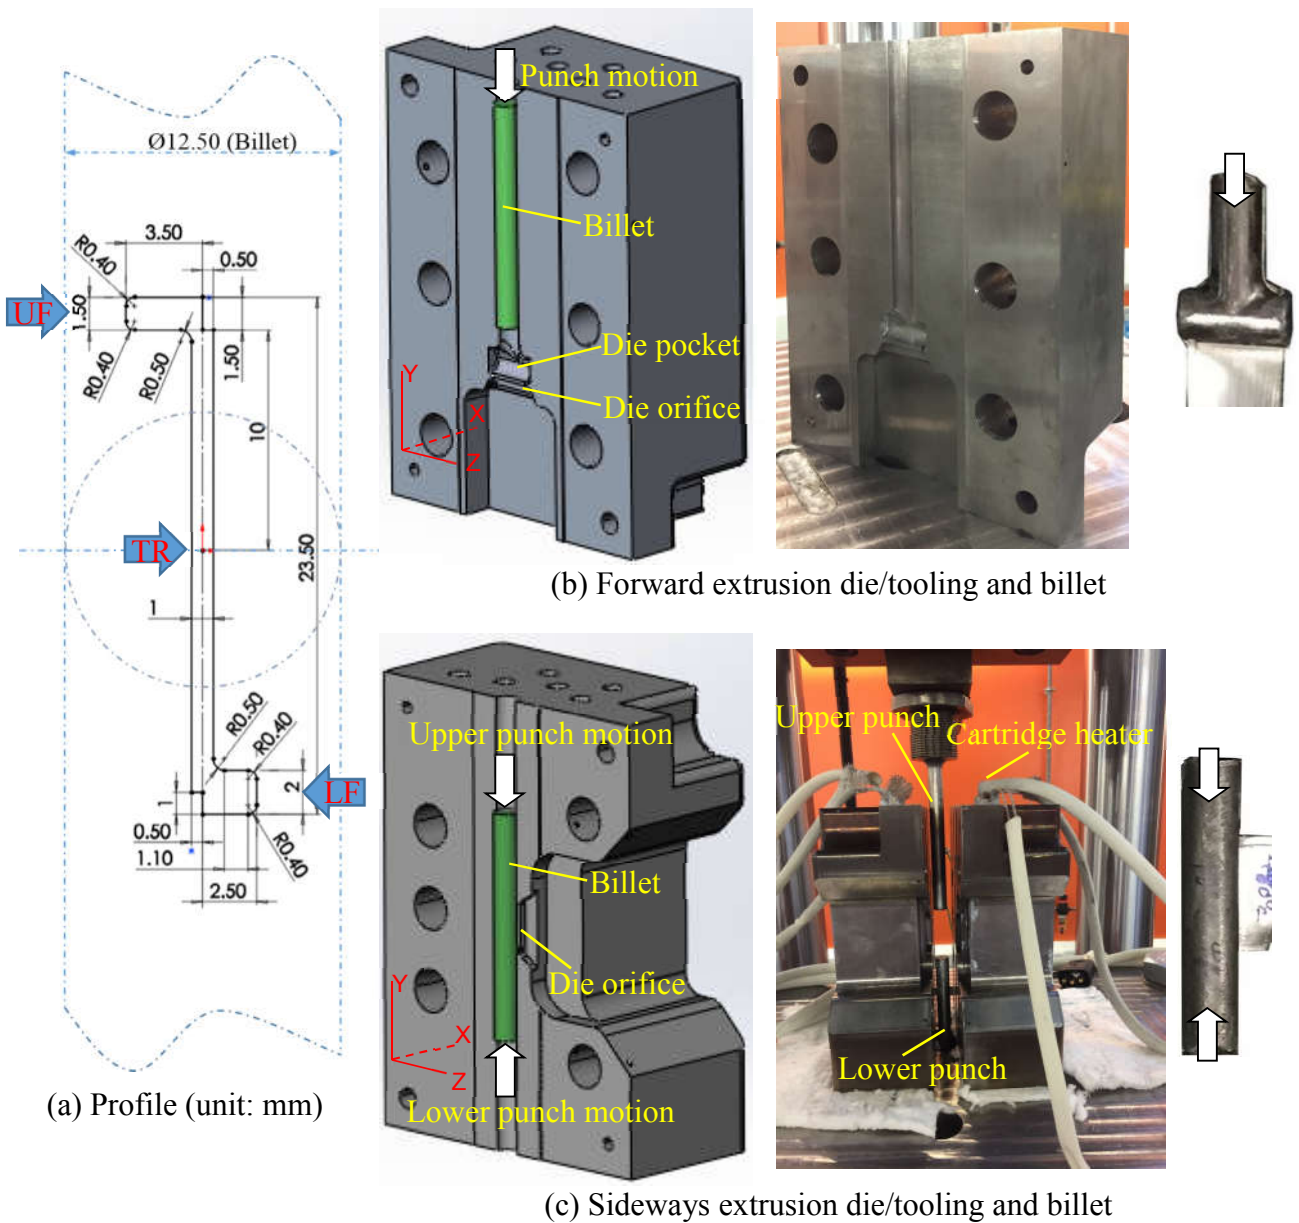 Ø12.50 (Billet)
3.50
R0.40
0.50
UF
1.50
R0.40
R0.50
1.50
10
TR
23.50
1
R0.50
R0.40
2
LF
1
0.50
1.10
R0.40
2.50
(a) Profile (unit: mm)
Punch motion
Billet
Die pocket
Die orifice
Y
X
Z
(b) Forward extrusion die/tooling and billet
Upper punch motion
Billet
Die orifice
Y
X
Z
Lower punch motion
Upper punch
Cartridge heater
Lower punch
(c) Sideways extrusion die/tooling and billet